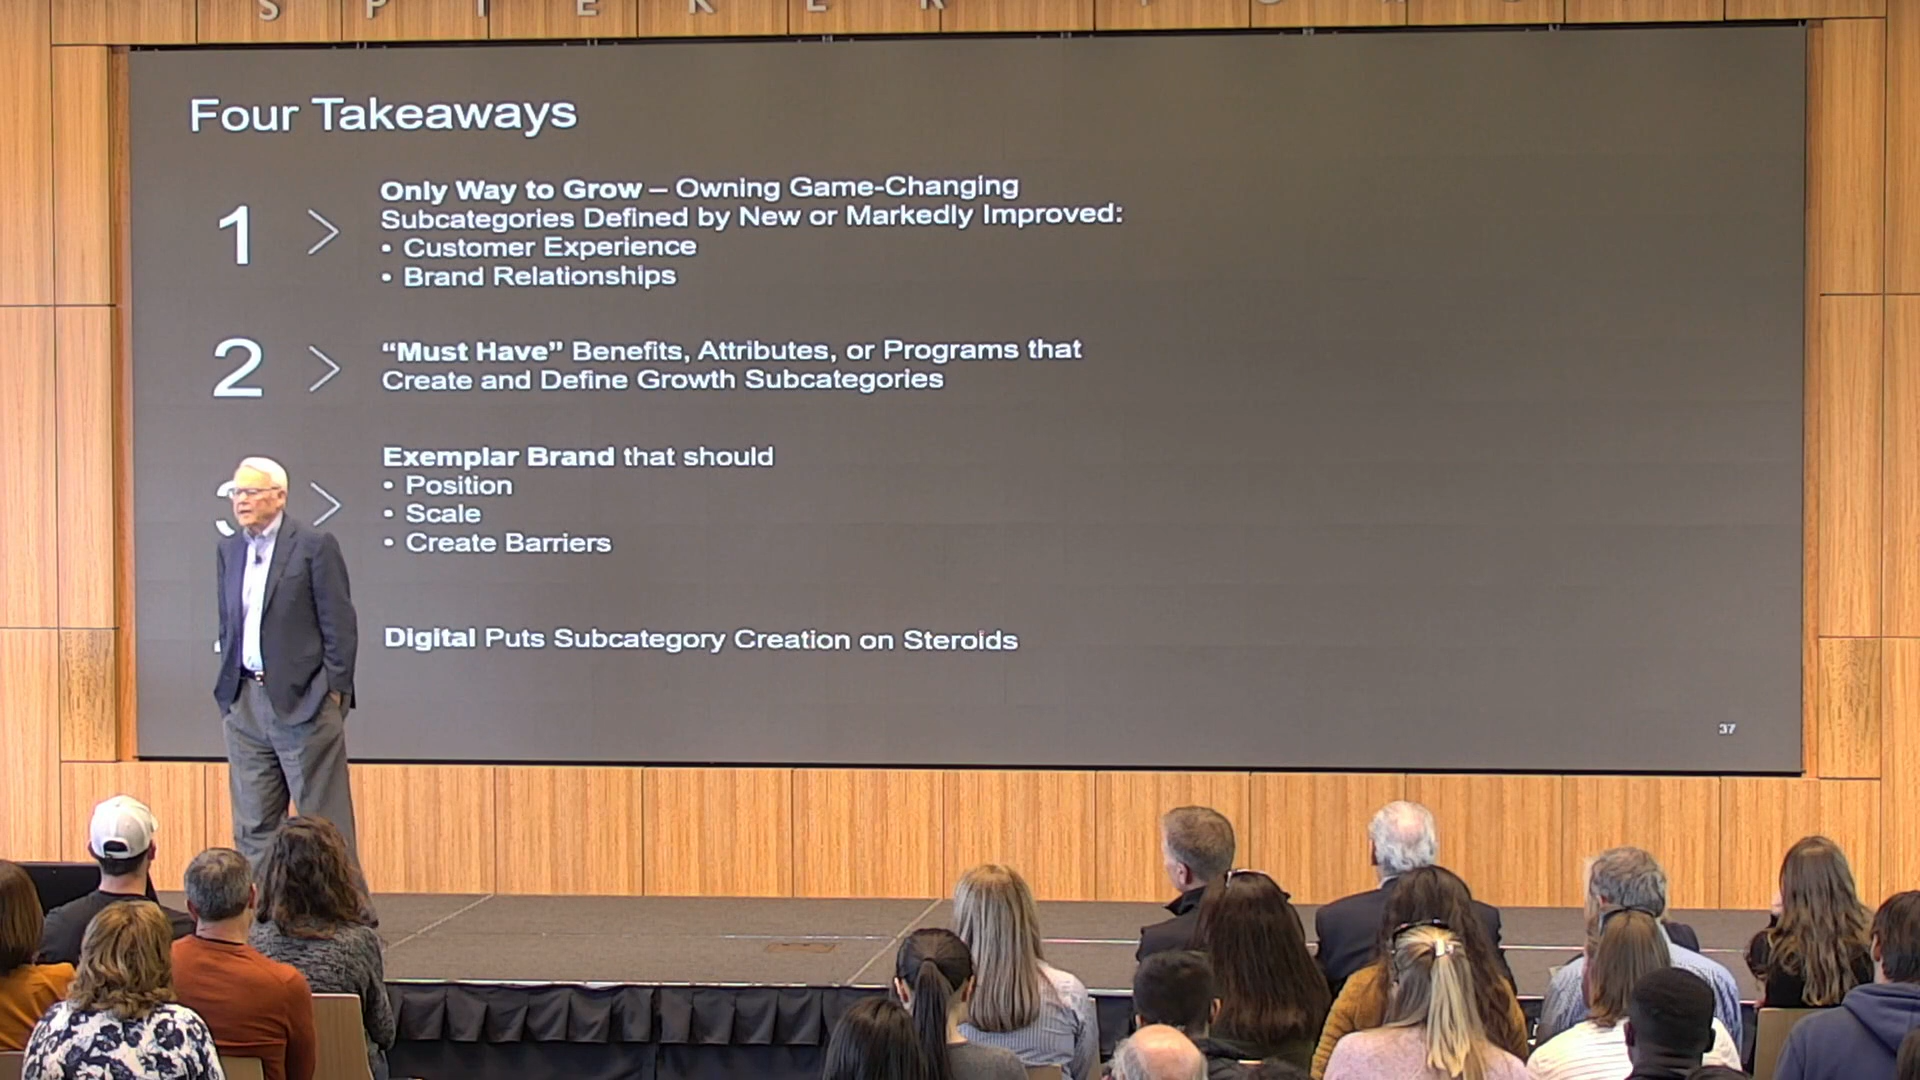 Four Takeaways
1 > Only Way to Grow – Owning Game-Changing
Subcategories Defined by New or Markedly Improved:
• Customer Experience
• Brand Relationships
2 > “Must Have” Benefits, Attributes, or Programs that
Create and Define Growth Subcategories
3 > Exemplar Brand that should
• Position
• Scale
• Create Barriers
Digital Puts Subcategory Creation on Steroids
37